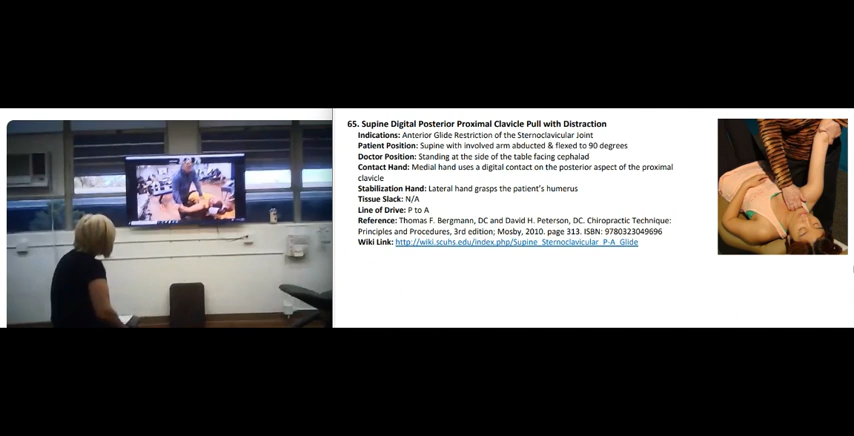 65. Supine Digital Posterior Proximal Clavicle Pull with Distraction
Indications: Anterior Glide Restriction of the Sternoclavicular Joint
Patient Position: Supine with involved arm abducted & flexed to 90 degrees
Doctor Position: Standing at the side of the table facing cephalad
Contact Hand: Medial hand uses a digital contact on the posterior aspect of the proximal
clavicle
Stabilization Hand: Lateral hand grasps the patient's humerus
Tissue Slack: N/A
Line of Drive: P to A
Reference: Thomas F. Bergmann, DC and David H. Peterson, DC. Chiropractic Technique:
Principles and Procedures, 3rd edition; Mosby, 2010. page 313. ISBN: 9780323049696
Wiki Link: http://wiki.scuhs.edu/index.php/Supine_Sternoclavicular_P-A_Glide